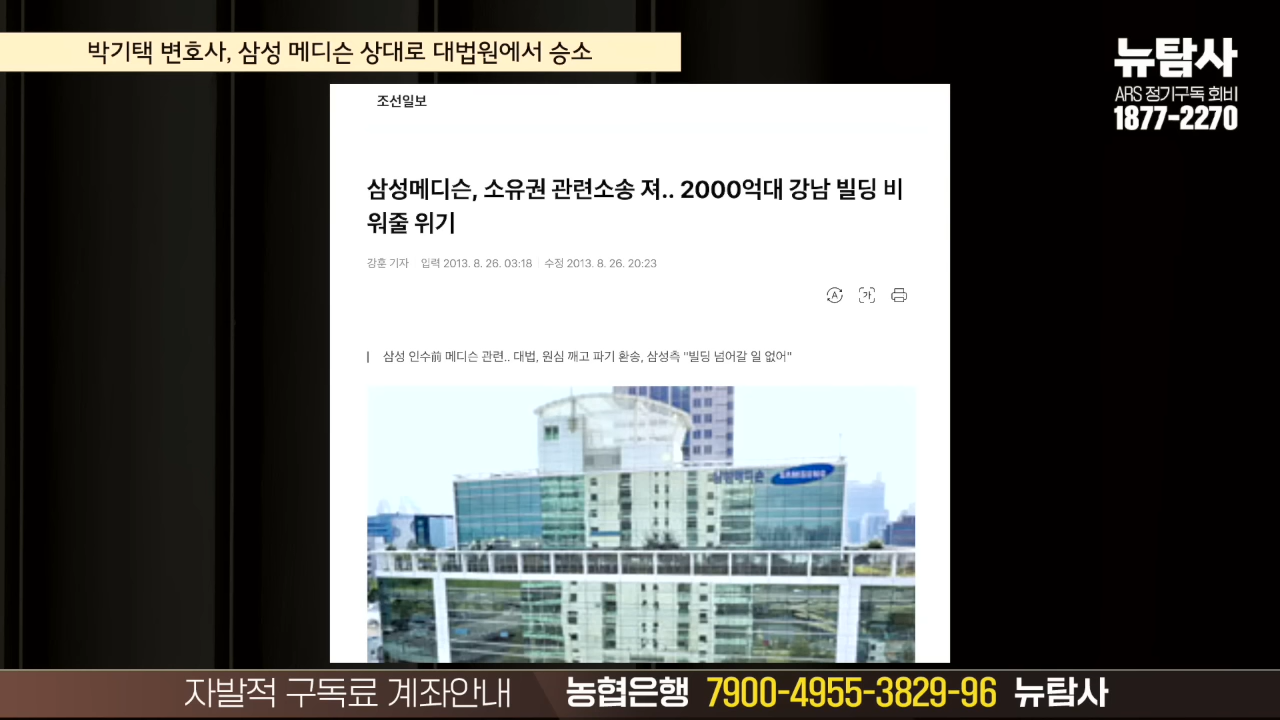 박기택 변호사, 삼성 메디슨 상대로 대법원에서 승소
뉴탐사
ARS 정기구독 회비
1877-2270
조선일보
삼성메디슨, 소유권 관련소송 져.. 2000억대 강남 빌딩 비
워줄 위기
강훈 기자 입력 2013. 8. 26. 03:18 수정 2013. 8. 26. 20:23
가
삼성 인수前 메디슨 관련.. 대법, 원심 깨고 파기 환송, 삼성측 "빌딩 넘어갈 일 없어"
삼성메디슨 SAMSUNG
자발적 구독료 계좌안내 농협은행 7900-4955-3829-96 뉴탐사